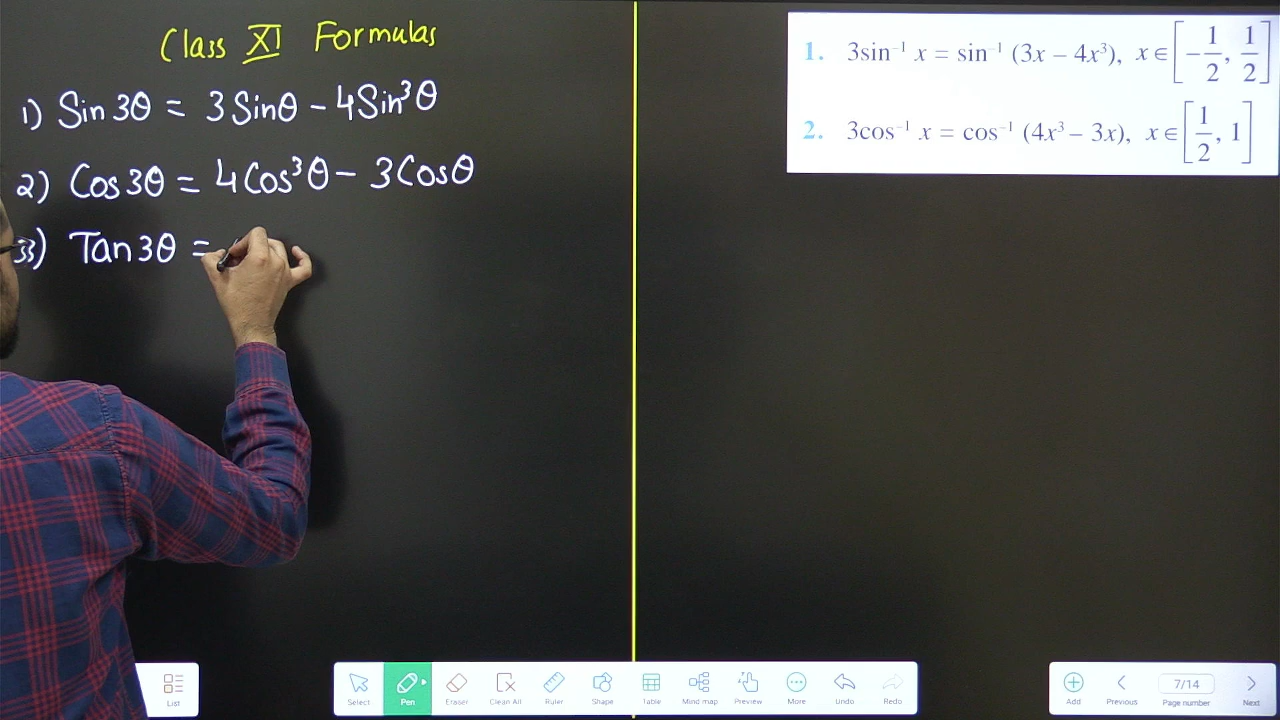 Class XI Formulas
1) Sin 3θ = 3 Sinθ - 4Sin³θ
2) Cos 3θ = 4 Cos³θ - 3 Cosθ
3) Tan 3θ =
1. 3sin⁻¹ x = sin⁻¹ (3x – 4x³), x ∈ [-1/2, 1/2]
2. 3cos⁻¹ x = cos⁻¹ (4x³ – 3x), x ∈ [1/2, 1]
List
Select Pen Eraser Clean All Ruler Shape Table Mind map Preview More Undo Redo
Add Previous 7/14 Page number Next